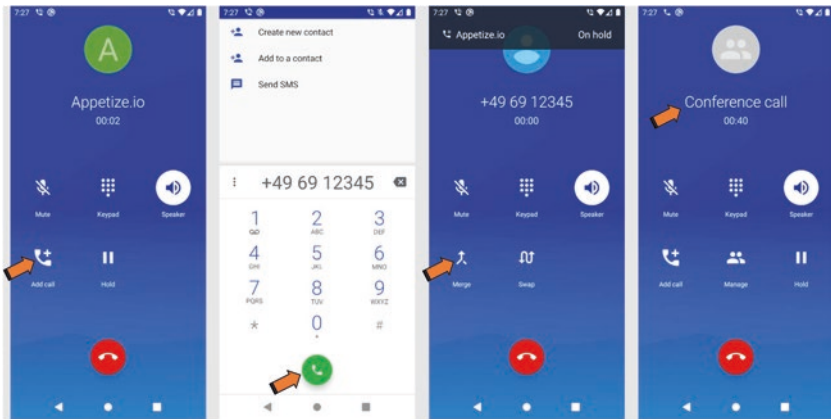 7:27
Appetize.io
00:02
Mute Keypad Speaker
Add call Hold
7:27
Create new contact
Add to a contact
Send SMS
+49 69 12345
1 2 3
ABC DEF
4 5 6
GHI JKL MNO
7 8 9
PQRS TUV WXYZ
* 0 #
+
7:27
Appetize.io On hold
+49 69 12345
00:00
Mute Keypad Speaker
Merge Swap
7:27
Conference call
00:40
Mute Keypad Speaker
Add call Manage Hold